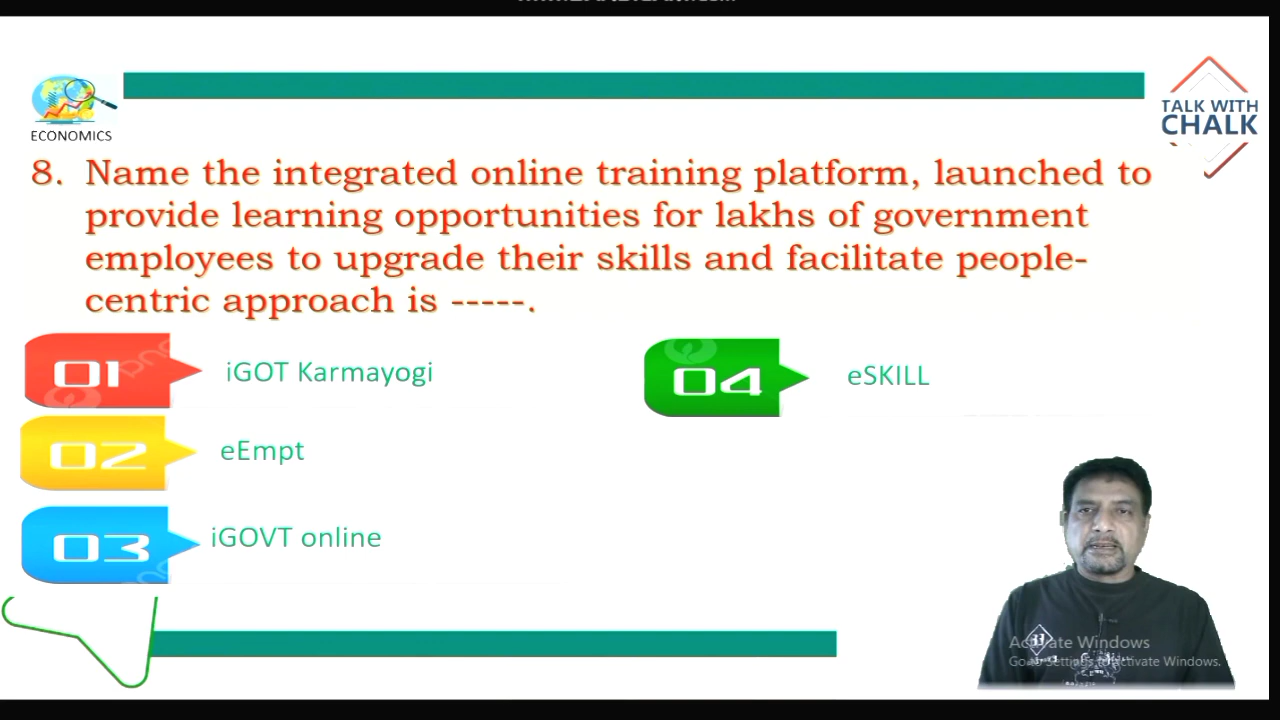 ECONOMICS
TALK WITH
CHALK
8. Name the integrated online training platform, launched to
provide learning opportunities for lakhs of government
employees to upgrade their skills and facilitate people-
centric approach is -----.
01 iGOT Karmayogi
04 eSKILL
02 eEmpt
03 iGOVT online
Activate Windows
Go to Settings to activate Windows.